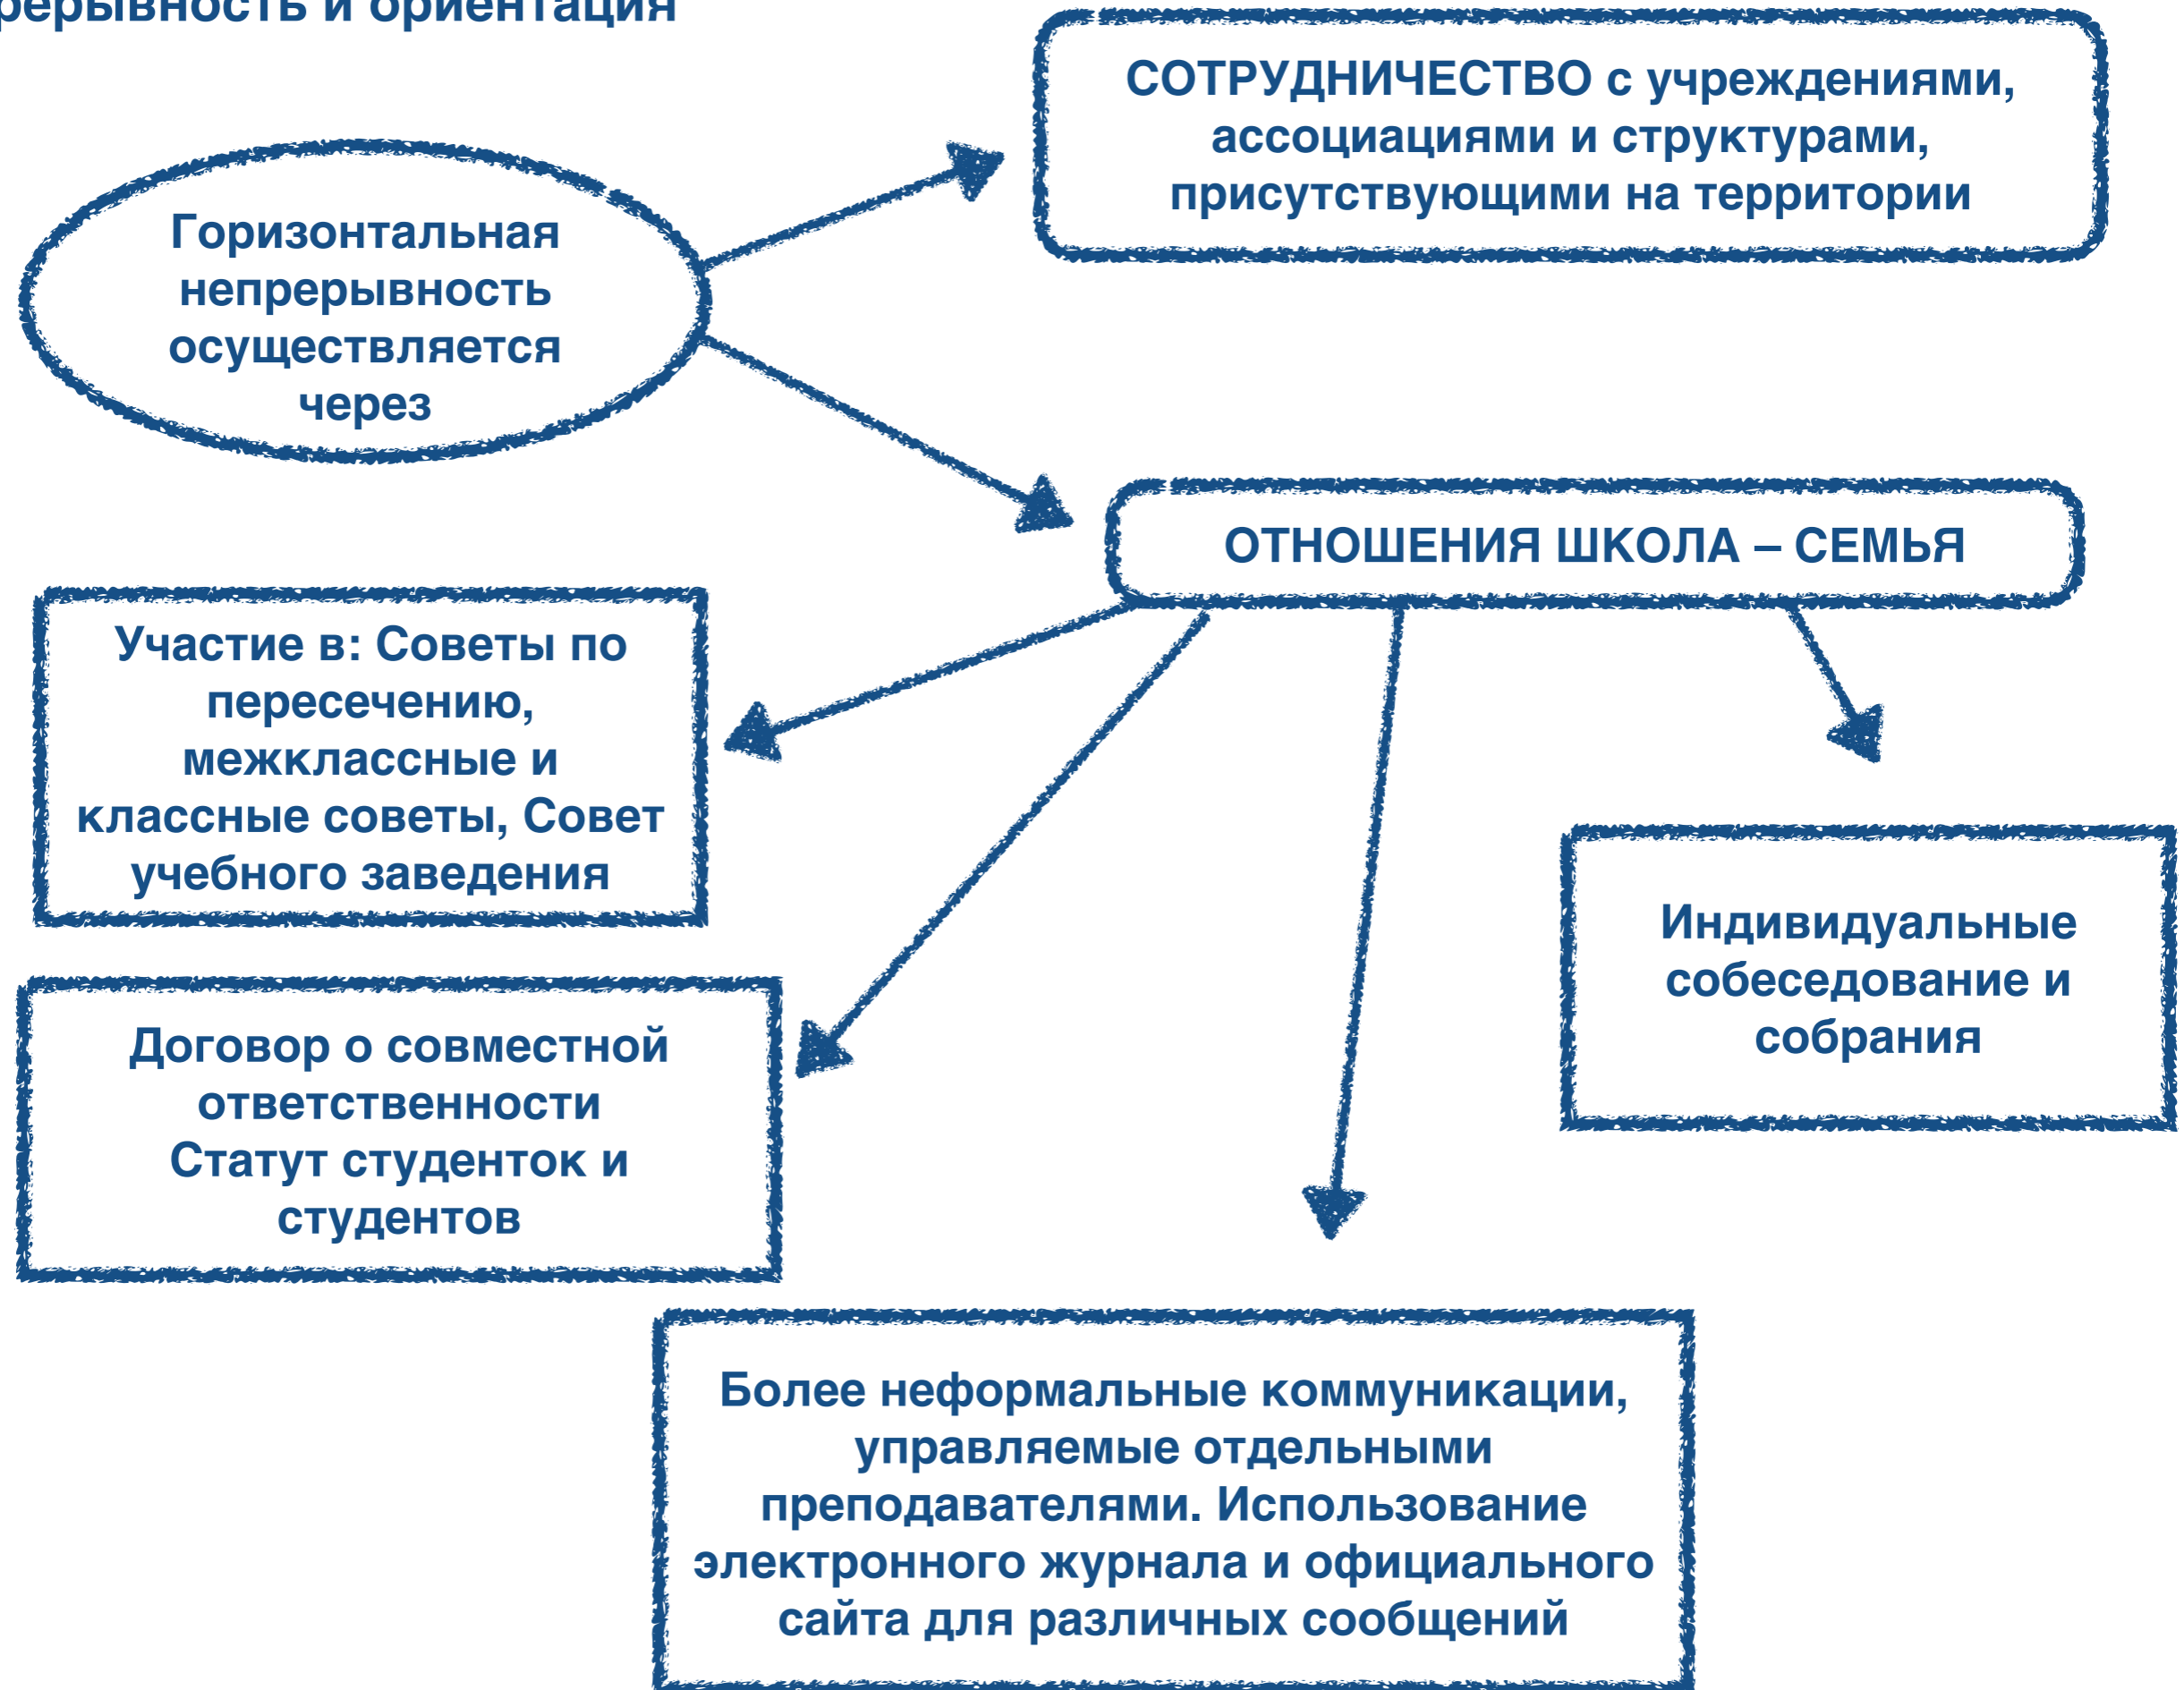 и ориентация
СОТРУДНИЧЕСТВО с учреждениями,
ассоциациями и структурами,
присутствующими на территории
Горизонтальная
непрерывность
осуществляется
через
ОТНОШЕНИЯ ШКОЛА – СЕМЬЯ
Участие в: Советы по
пересечению,
межклассные и
классные советы, Совет
учебного заведения
Договор о совместной
ответственности
Статут студенток и
студентов
Индивидуальные
собеседование и
собрания
Более неформальные коммуникации,
управляемые отдельными
преподавателями. Использование
электронного журнала и официального
сайта для различных сообщений